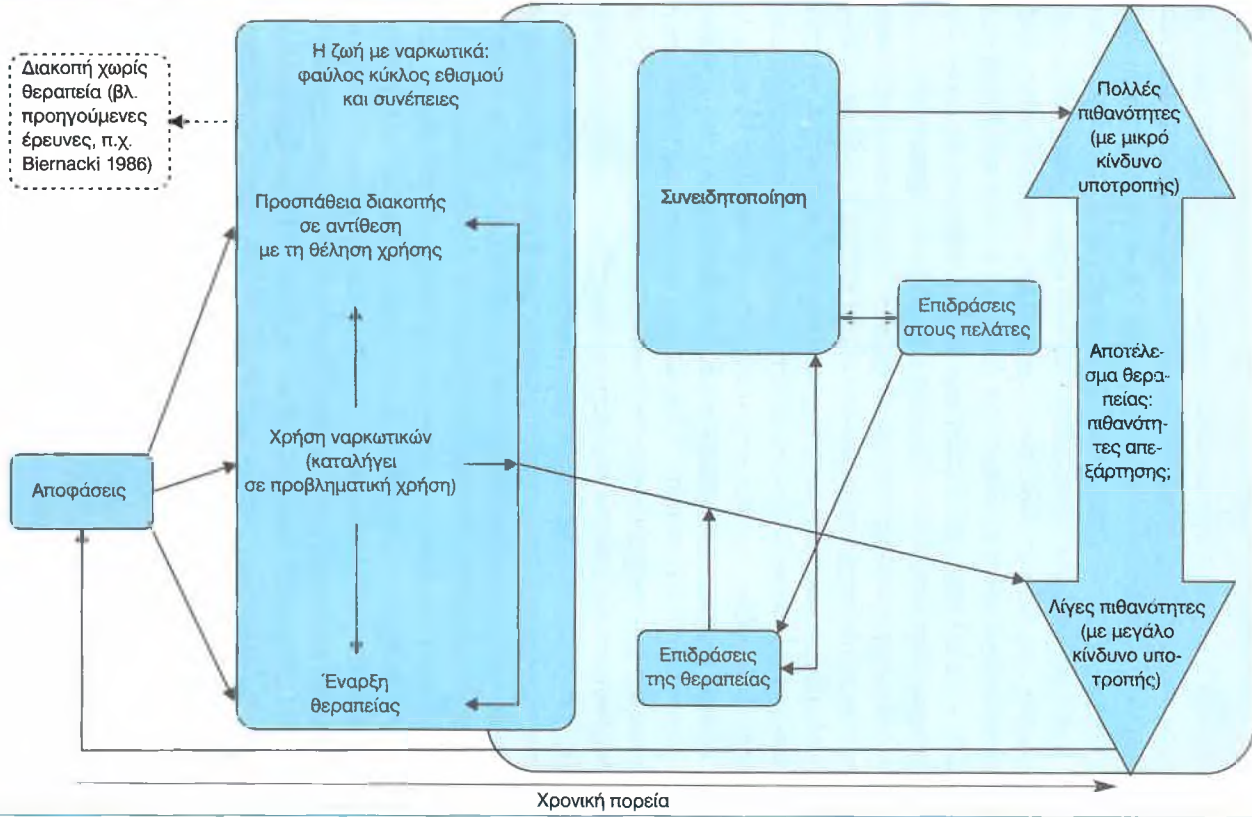 Διακοπή χωρίς
θεραπεία (βλ.
προηγούμενες
έρευνες, π.χ.
Biernacki 1986)
Η ζωή με ναρκωτικά:
φαύλος κύκλος εθισμού
και συνέπειες
Προσπάθεια διακοπής
σε αντίθεση
με τη θέληση χρήσης
Χρήση ναρκωτικών
(καταλήγει
σε προβληματική χρήση)
Έναρξη
θεραπείας
Αποφάσεις
Συνειδητοποίηση
Επιδράσεις
στους πελάτες
Επιδράσεις
της θεραπείας
Πολλές
πιθανότητες
(με μικρό
κίνδυνο
υποτροπής)
Αποτέλε-
σμα θερα-
πείας:
πιθανότη-
τες απε-
ξάρτησης;
Λίγες πιθανότητες
(με μεγάλο
κίνδυνο υπο-
τροπής)
Χρονική πορεία